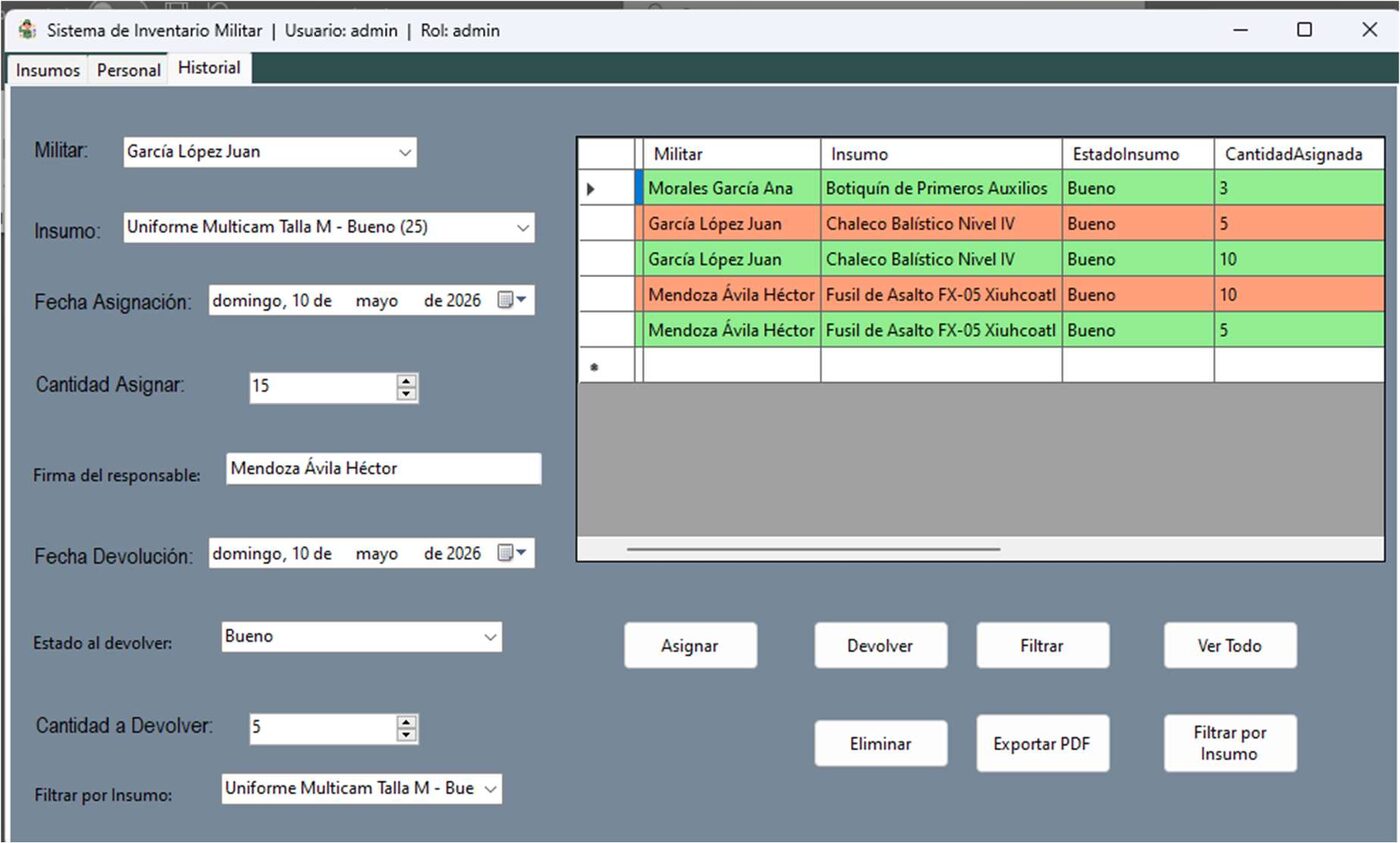 Sistema de Inventario Militar | Usuario: admin | Rol: admin
Insumos Personal Historial
Militar: García López Juan
Insumo: Uniforme Multicam Talla M - Bueno (25)
Fecha Asignación: domingo, 10 de mayo de 2026
Cantidad Asignar: 15
Firma del responsable: Mendoza Ávila Héctor
Fecha Devolución: domingo, 10 de mayo de 2026
Estado al devolver: Bueno
Cantidad a Devolver: 5
Filtrar por Insumo: Uniforme Multicam Talla M - Bue
Militar Insumo EstadoInsumo CantidadAsignada
Morales García Ana Botiquín de Primeros Auxilios Bueno 3
García López Juan Chaleco Balístico Nivel IV Bueno 5
García López Juan Chaleco Balístico Nivel IV Bueno 10
Mendoza Ávila Héctor Fusil de Asalto FX-05 Xiuhcoatl Bueno 10
Mendoza Ávila Héctor Fusil de Asalto FX-05 Xiuhcoatl Bueno 5
Asignar Devolver Filtrar Ver Todo
Eliminar Exportar PDF Filtrar por
Insumo